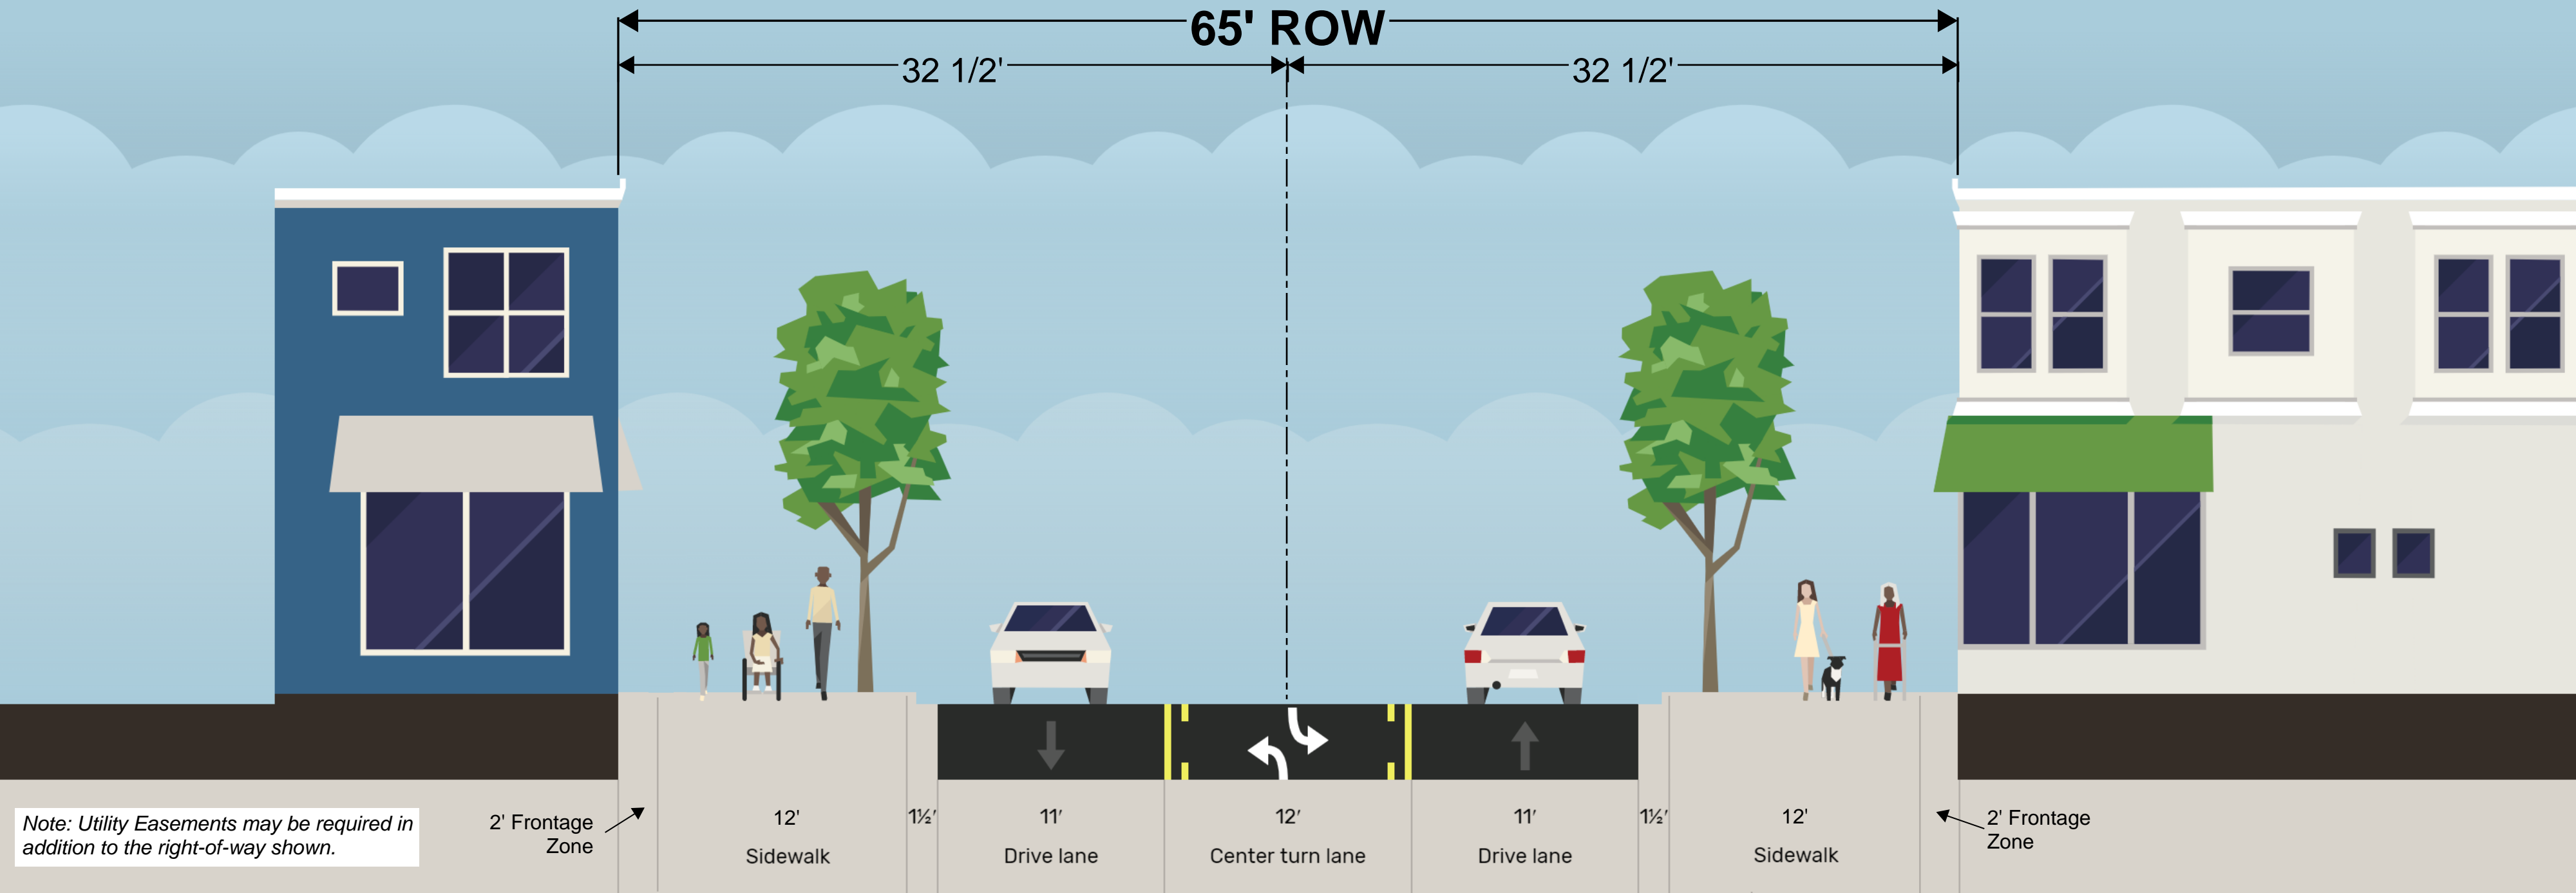 65' ROW
32 1/2'
32 1/2'
Note: Utility Easements may be required in
addition to the right-of-way shown.
2' Frontage
Zone
12'
Sidewalk
1½'
11'
Drive lane
12'
Center turn lane
11'
Drive lane
1½'
12'
Sidewalk
2' Frontage
Zone